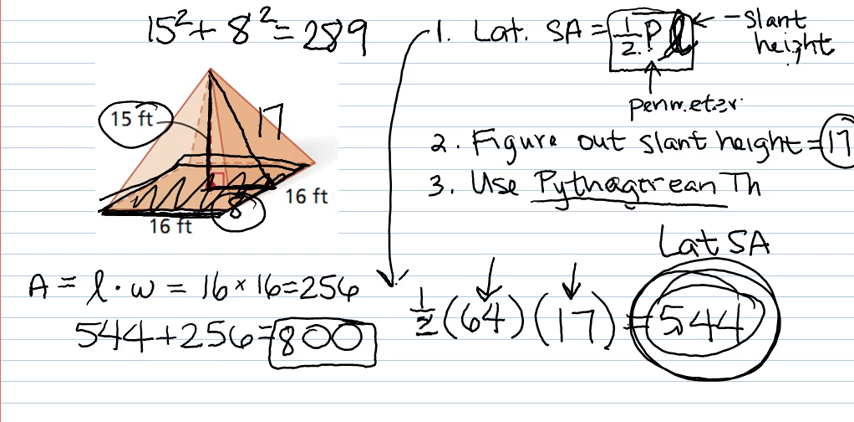 15² + 8² = 289
1. Lat. SA = ½ P l ← - slant height
perimeter
15 ft
17
2. Figure out slant height = 17
3. Use Pythagorean Th
8
16 ft
16 ft
Lat SA
A = l · w = 16 × 16 = 256
½ (64) (17) = 544
544 + 256 = 800